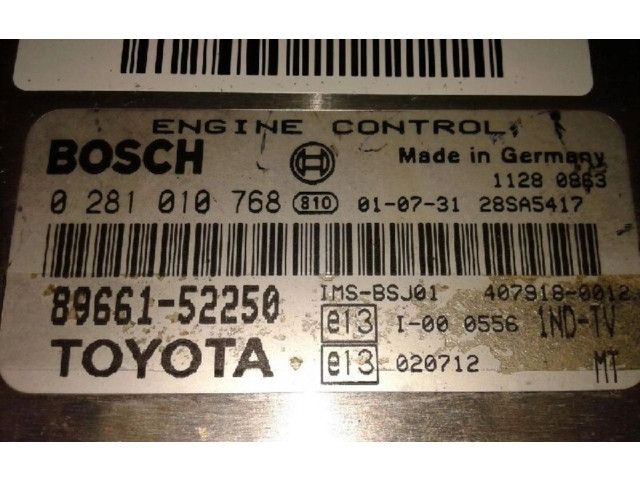 ENGINE CONTROL
BOSCH Made in Germany
1128 0863
0 281 010 768 810 01-07-31 28SA5417
IMS-BSJ01 407918-0012
89661-52250
e13 I-00 0556 1ND-TV
TOYOTA e13 020712 MT